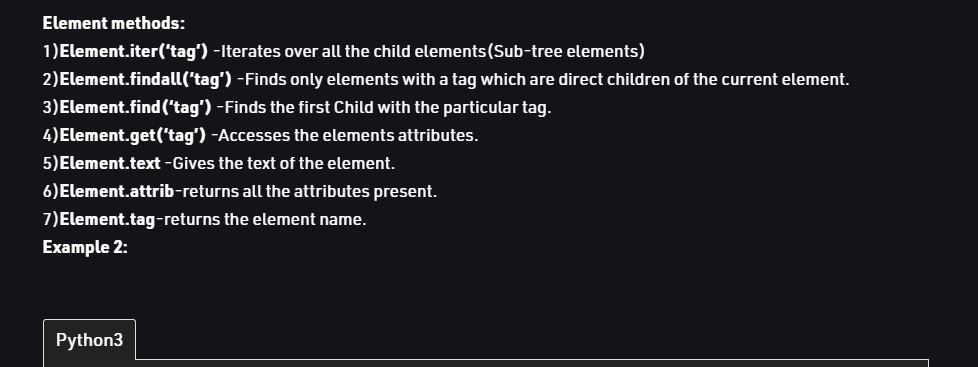 Element methods:
1)Element.iter(‘tag’) -Iterates over all the child elements(Sub-tree elements)
2)Element.findall(‘tag’) -Finds only elements with a tag which are direct children of the current element.
3)Element.find(‘tag’) -Finds the first Child with the particular tag.
4)Element.get(‘tag’) -Accesses the elements attributes.
5)Element.text -Gives the text of the element.
6)Element.attrib-returns all the attributes present.
7)Element.tag-returns the element name.
Example 2:
Python3